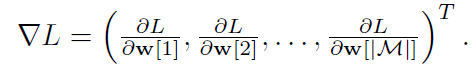 ∇L = (∂L/∂w[1], ∂L/∂w[2], . . . , ∂L/∂w[|ℳ|])^T .